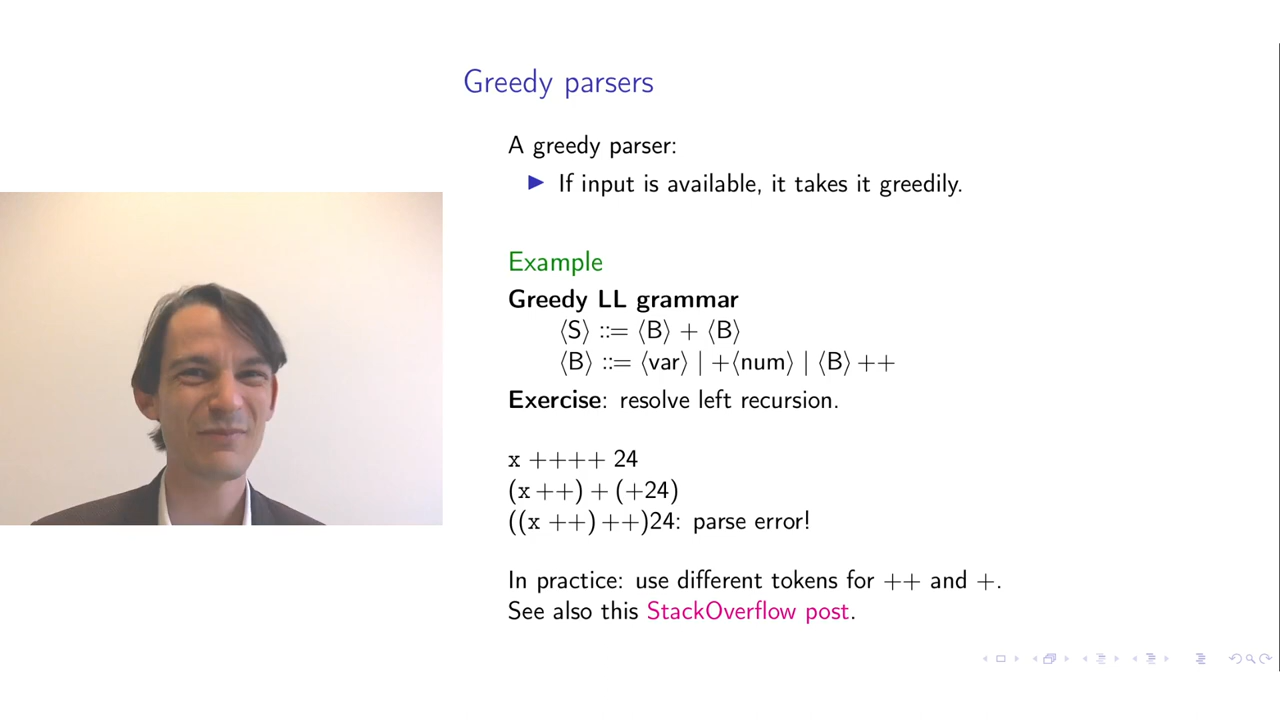 Greedy parsers
A greedy parser:
▶ If input is available, it takes it greedily.
Example
Greedy LL grammar
⟨S⟩ ::= ⟨B⟩ + ⟨B⟩
⟨B⟩ ::= ⟨var⟩ | +⟨num⟩ | ⟨B⟩ ++
Exercise: resolve left recursion.
x ++++ 24
(x ++) + (+24)
((x ++) ++)24: parse error!
In practice: use different tokens for ++ and +.
See also this StackOverflow post.